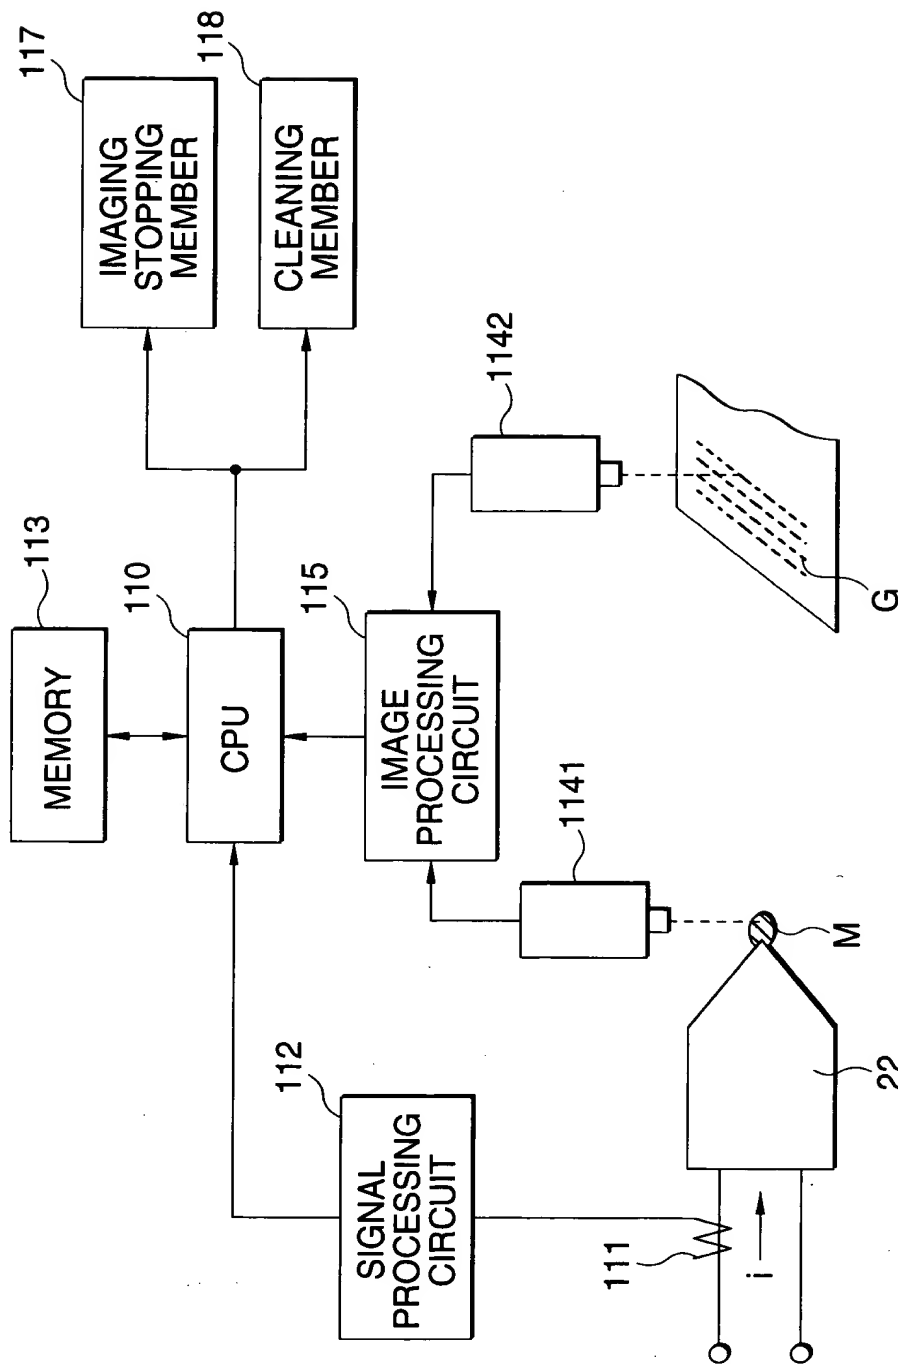 117
IMAGING
STOPPING
MEMBER
118
CLEANING
MEMBER
113
MEMORY
110
CPU
115
IMAGE
PROCESSING
CIRCUIT
1142
1141
112
SIGNAL
PROCESSING
CIRCUIT
111
i
22
M
G